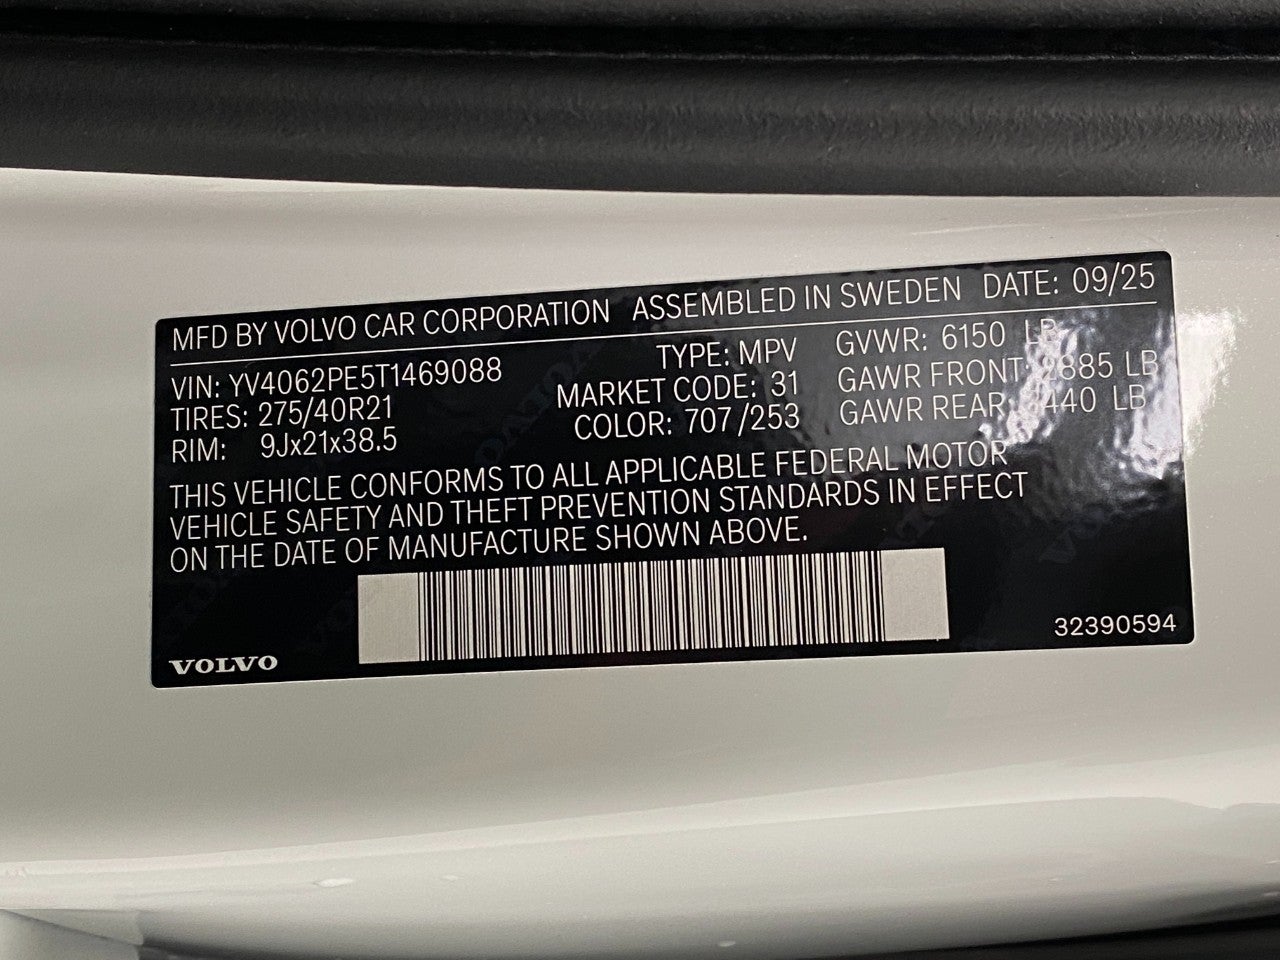 MFD BY VOLVO CAR CORPORATION ASSEMBLED IN SWEDEN DATE: 09/25
VIN: YV4062PE5T1469088 TYPE: MPV GVWR: 6150 LB
TIRES: 275/40R21 MARKET CODE: 31 GAWR FRONT: LB
RIM: 9Jx21x38.5 COLOR: 707/253 GAWR REAR: LB
THIS VEHICLE CONFORMS TO ALL APPLICABLE FEDERAL MOTOR
VEHICLE SAFETY AND THEFT PREVENTION STANDARDS IN EFFECT
ON THE DATE OF MANUFACTURE SHOWN ABOVE.
VOLVO 32390594